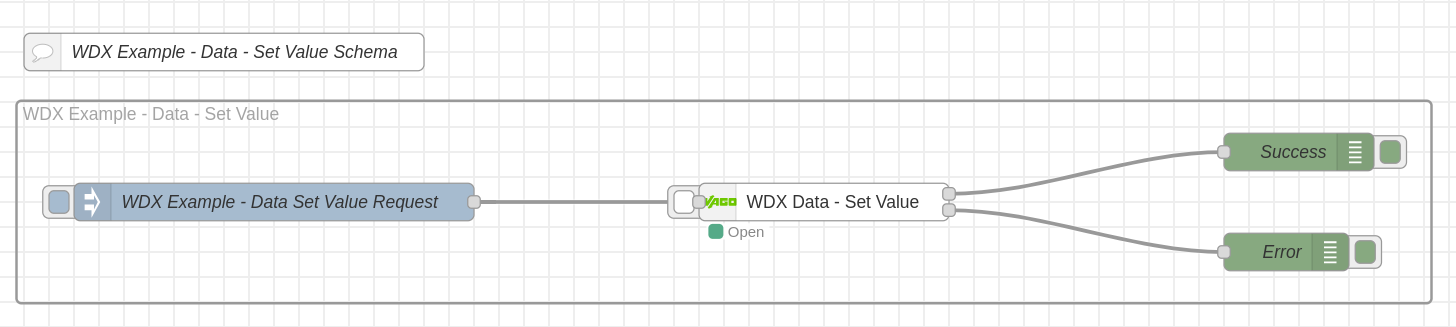 WDX Example - Data - Set Value Schema
WDX Example - Data - Set Value
Success
WDX Example - Data Set Value Request
WAGO
WDX Data - Set Value
Open
Error